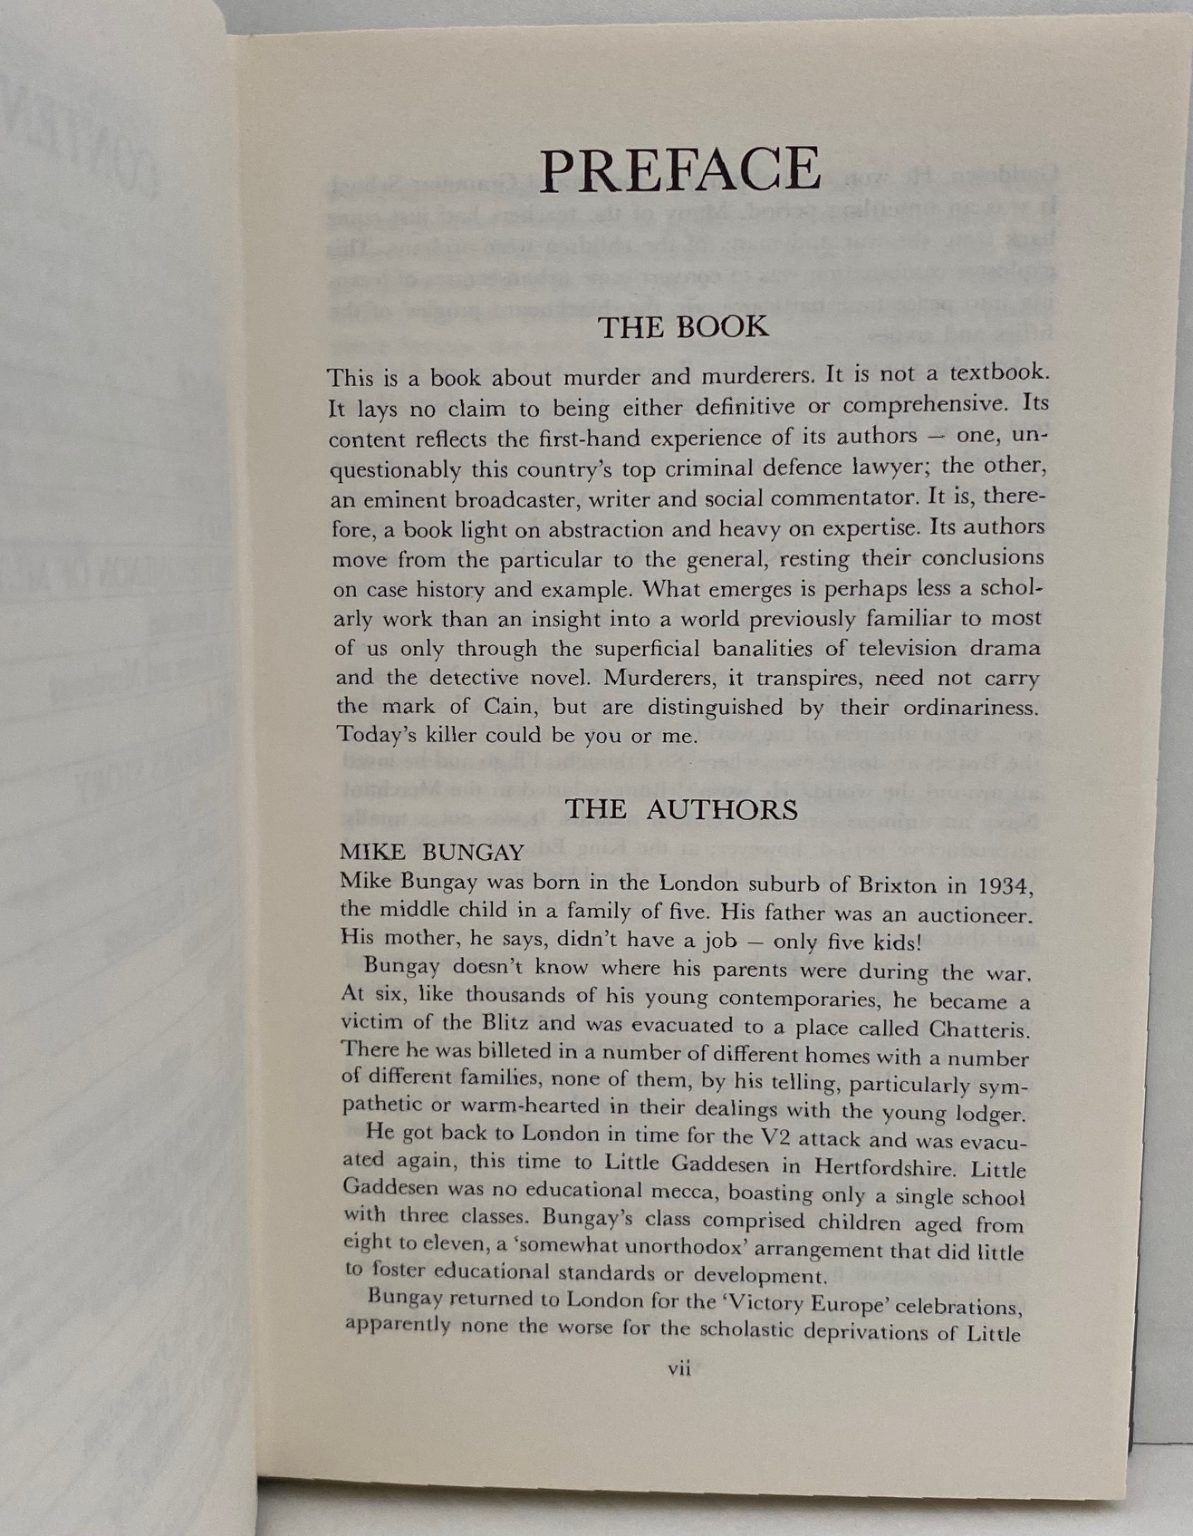 PREFACE
THE BOOK
This is a book about murder and murderers. It is not a textbook.
It lays no claim to being either definitive or comprehensive. Its
content reflects the first-hand experience of its authors – one, un-
questionably this country's top criminal defence lawyer; the other,
an eminent broadcaster, writer and social commentator. It is, there-
fore, a book light on abstraction and heavy on expertise. Its authors
move from the particular to the general, resting their conclusions
on case history and example. What emerges is perhaps less a schol-
arly work than an insight into a world previously familiar to most
of us only through the superficial banalities of television drama
and the detective novel. Murderers, it transpires, need not carry
the mark of Cain, but are distinguished by their ordinariness.
Today's killer could be you or me.
THE AUTHORS
MIKE BUNGAY
Mike Bungay was born in the London suburb of Brixton in 1934,
the middle child in a family of five. His father was an auctioneer.
His mother, he says, didn't have a job – only five kids!
Bungay doesn't know where his parents were during the war.
At six, like thousands of his young contemporaries, he became a
victim of the Blitz and was evacuated to a place called Chatteris.
There he was billeted in a number of different homes with a number
of different families, none of them, by his telling, particularly sym-
pathetic or warm-hearted in their dealings with the young lodger.
He got back to London in time for the V2 attack and was evacu-
ated again, this time to Little Gaddesen in Hertfordshire. Little
Gaddesen was no educational mecca, boasting only a single school
with three classes. Bungay's class comprised children aged from
eight to eleven, a 'somewhat unorthodox' arrangement that did little
to foster educational standards or development.
Bungay returned to London for the 'Victory Europe' celebrations,
apparently none the worse for the scholastic deprivations of Little
vii